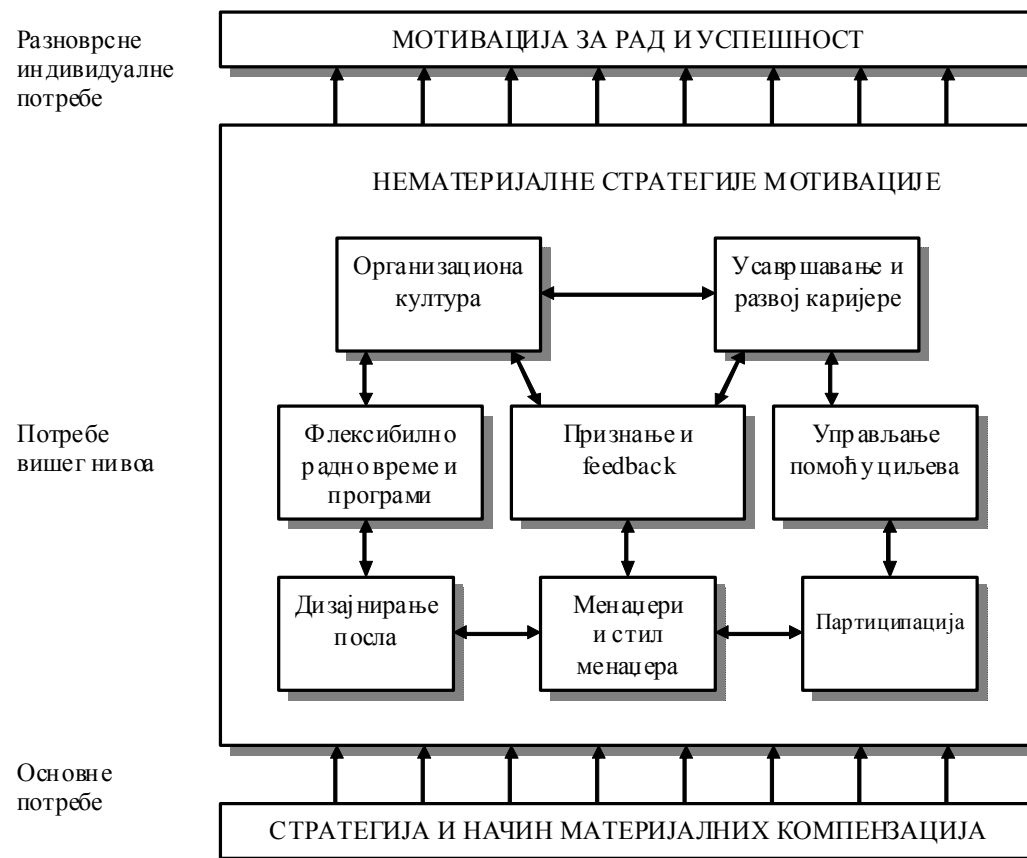 Разноврсне
индивидуалне
потребе
МОТИВАЦИЈА ЗА РАД И УСПЕШНОСТ
НЕМАТЕРИЈАЛНЕ СТРАТЕГИЈЕ МОТИВАЦИЈЕ
Организациона
култура
Усавршавање и
развој каријере
Потребе
вишег нивоа
Флексибилно
радно време и
програми
Признање и
feedback
Управљање
помоћу циљева
Дизајнирање
посла
Менаџери
и стил
менаџера
Партиципација
Основне
потребе
СТРАТЕГИЈА И НАЧИН МАТЕРИЈАЛНИХ КОМПЕНЗАЦИЈА